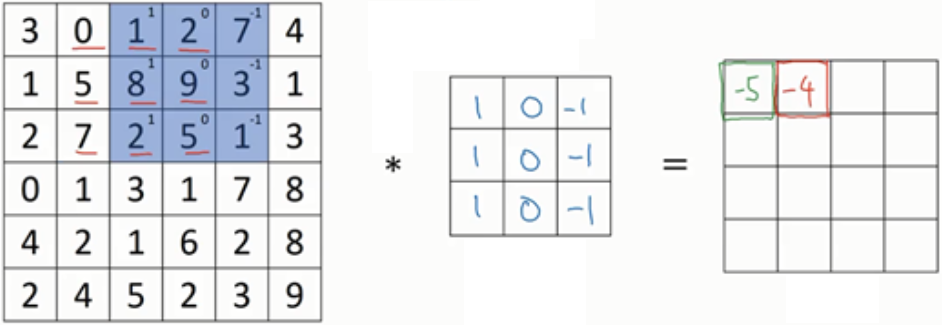 3 0 1 1 2 0 7 -1 4
1 5 8 1 9 0 3 -1 1
2 7 2 1 5 0 1 -1 3
0 1 3 1 7 8
4 2 1 6 2 8
2 4 5 2 3 9
*
1 0 -1
1 0 -1
1 0 -1
=
-5 -4